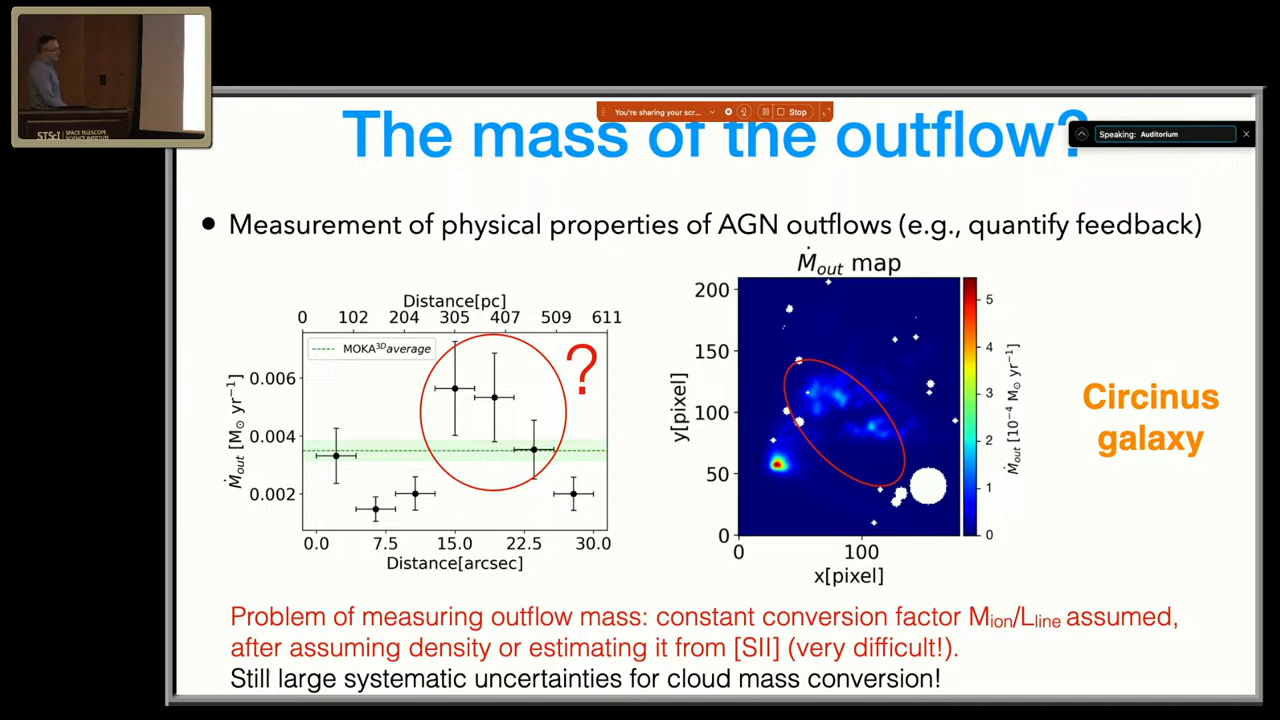 STScI SPACE TELESCOPE SCIENCE INSTITUTE
You're sharing your scr... Stop
Speaking: Auditorium
The mass of the outflow?
• Measurement of physical properties of AGN outflows (e.g., quantify feedback)
Distance[pc]
0 102 204 305 407 509 611
MOKA³ᴰaverage
?
0.006
0.004
0.002
Ṁout [M⊙ yr⁻¹]
0.0 7.5 15.0 22.5 30.0
Distance[arcsec]
Ṁout map
200
150
100
50
0
y[pixel]
0 100
x[pixel]
5
4
3
2
1
0
Ṁout [10⁻⁴ M⊙ yr⁻¹]
Circinus
galaxy
Problem of measuring outflow mass: constant conversion factor Mion/Lline assumed,
after assuming density or estimating it from [SII] (very difficult!).
Still large systematic uncertainties for cloud mass conversion!